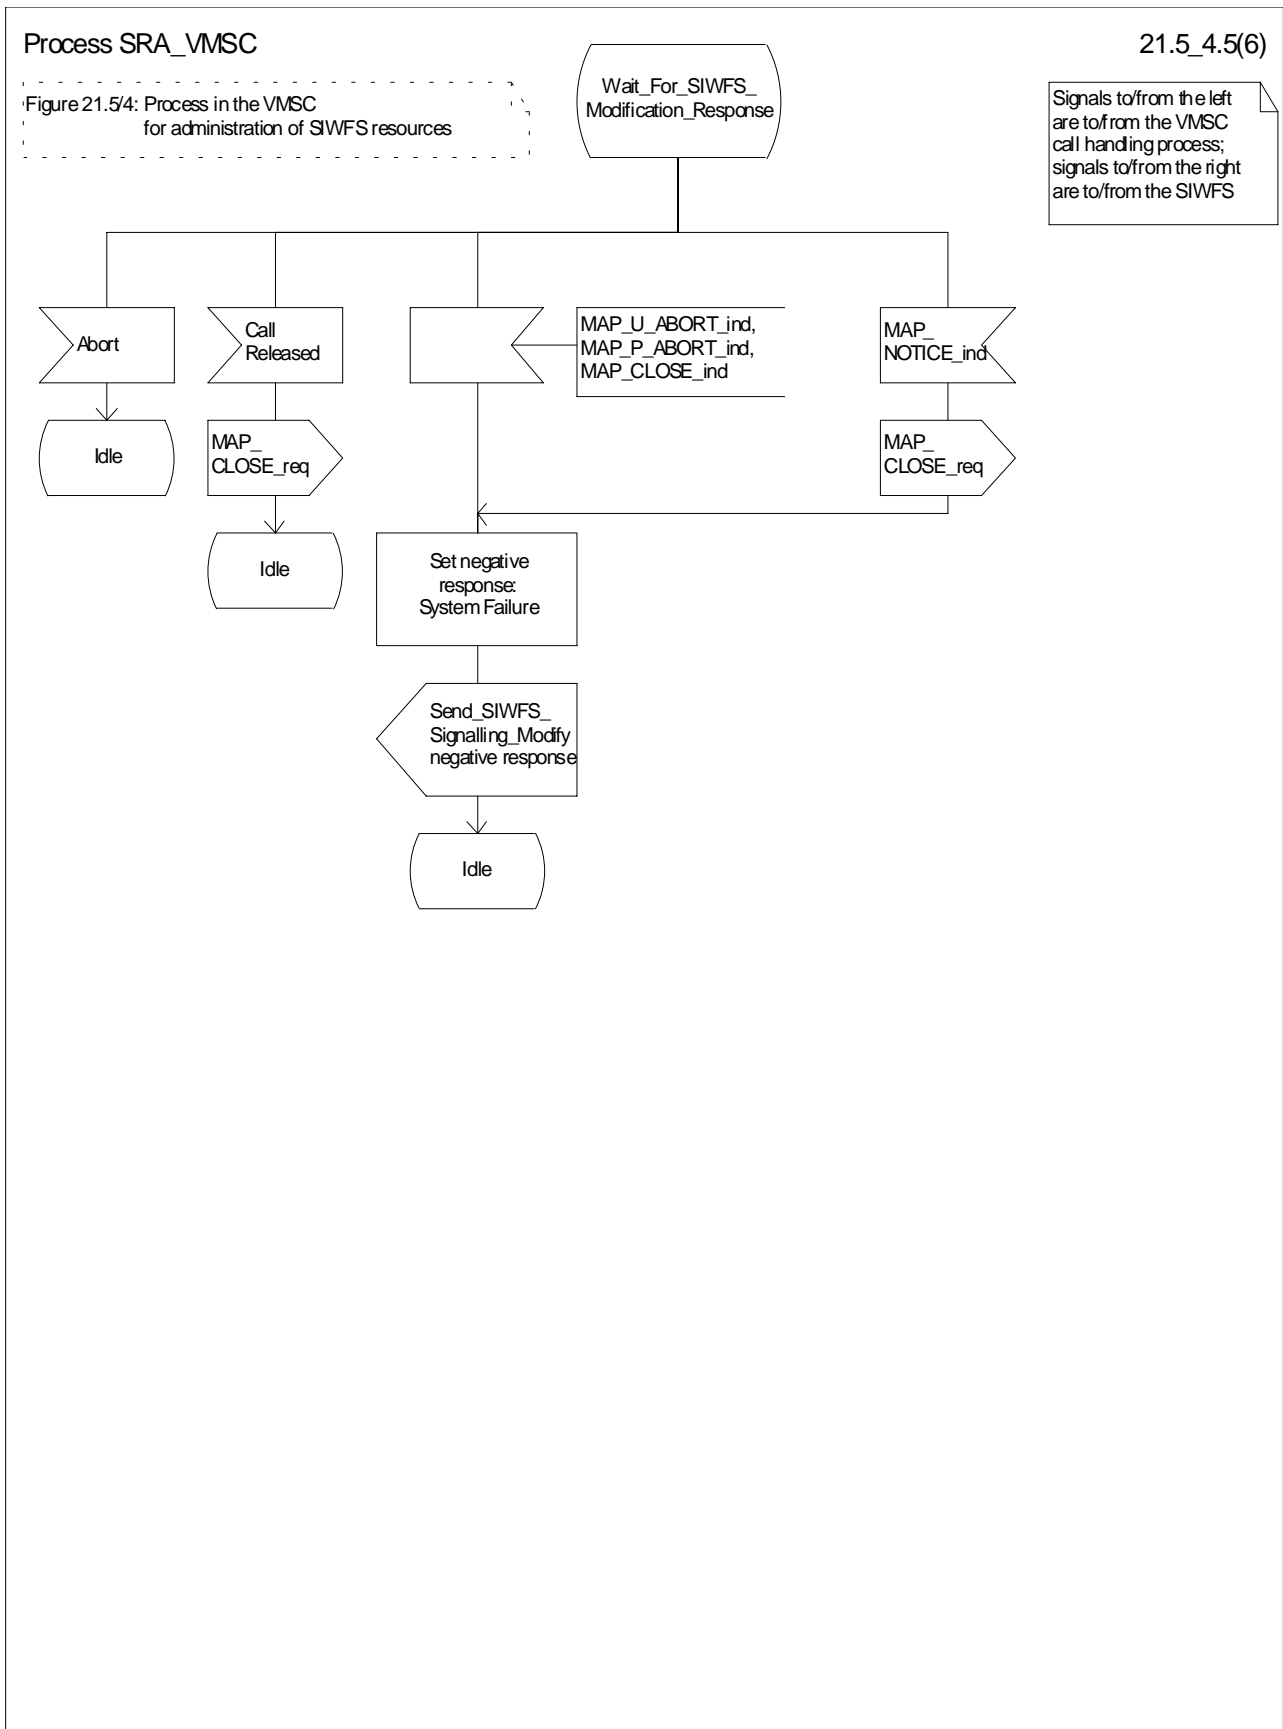 Process SRA_VMSC
21.5_4.5(6)
Figure 21.5/4: Process in the VMSC
for administration of SIWFS resources
Wait_For_SIWFS_
Modification_Response
Signals to/from the left
are to/from the VMSC
call handling process;
signals to/from the right
are to/from the SIWFS
Abort
Call
Released
MAP_U_ABORT_ind,
MAP_P_ABORT_ind,
MAP_CLOSE_ind
MAP_
NOTICE_ind
Idle
MAP_
CLOSE_req
MAP_
CLOSE_req
Idle
Set negative
response:
System Failure
Send_SIWFS_
Signalling_Modify
negative response
Idle